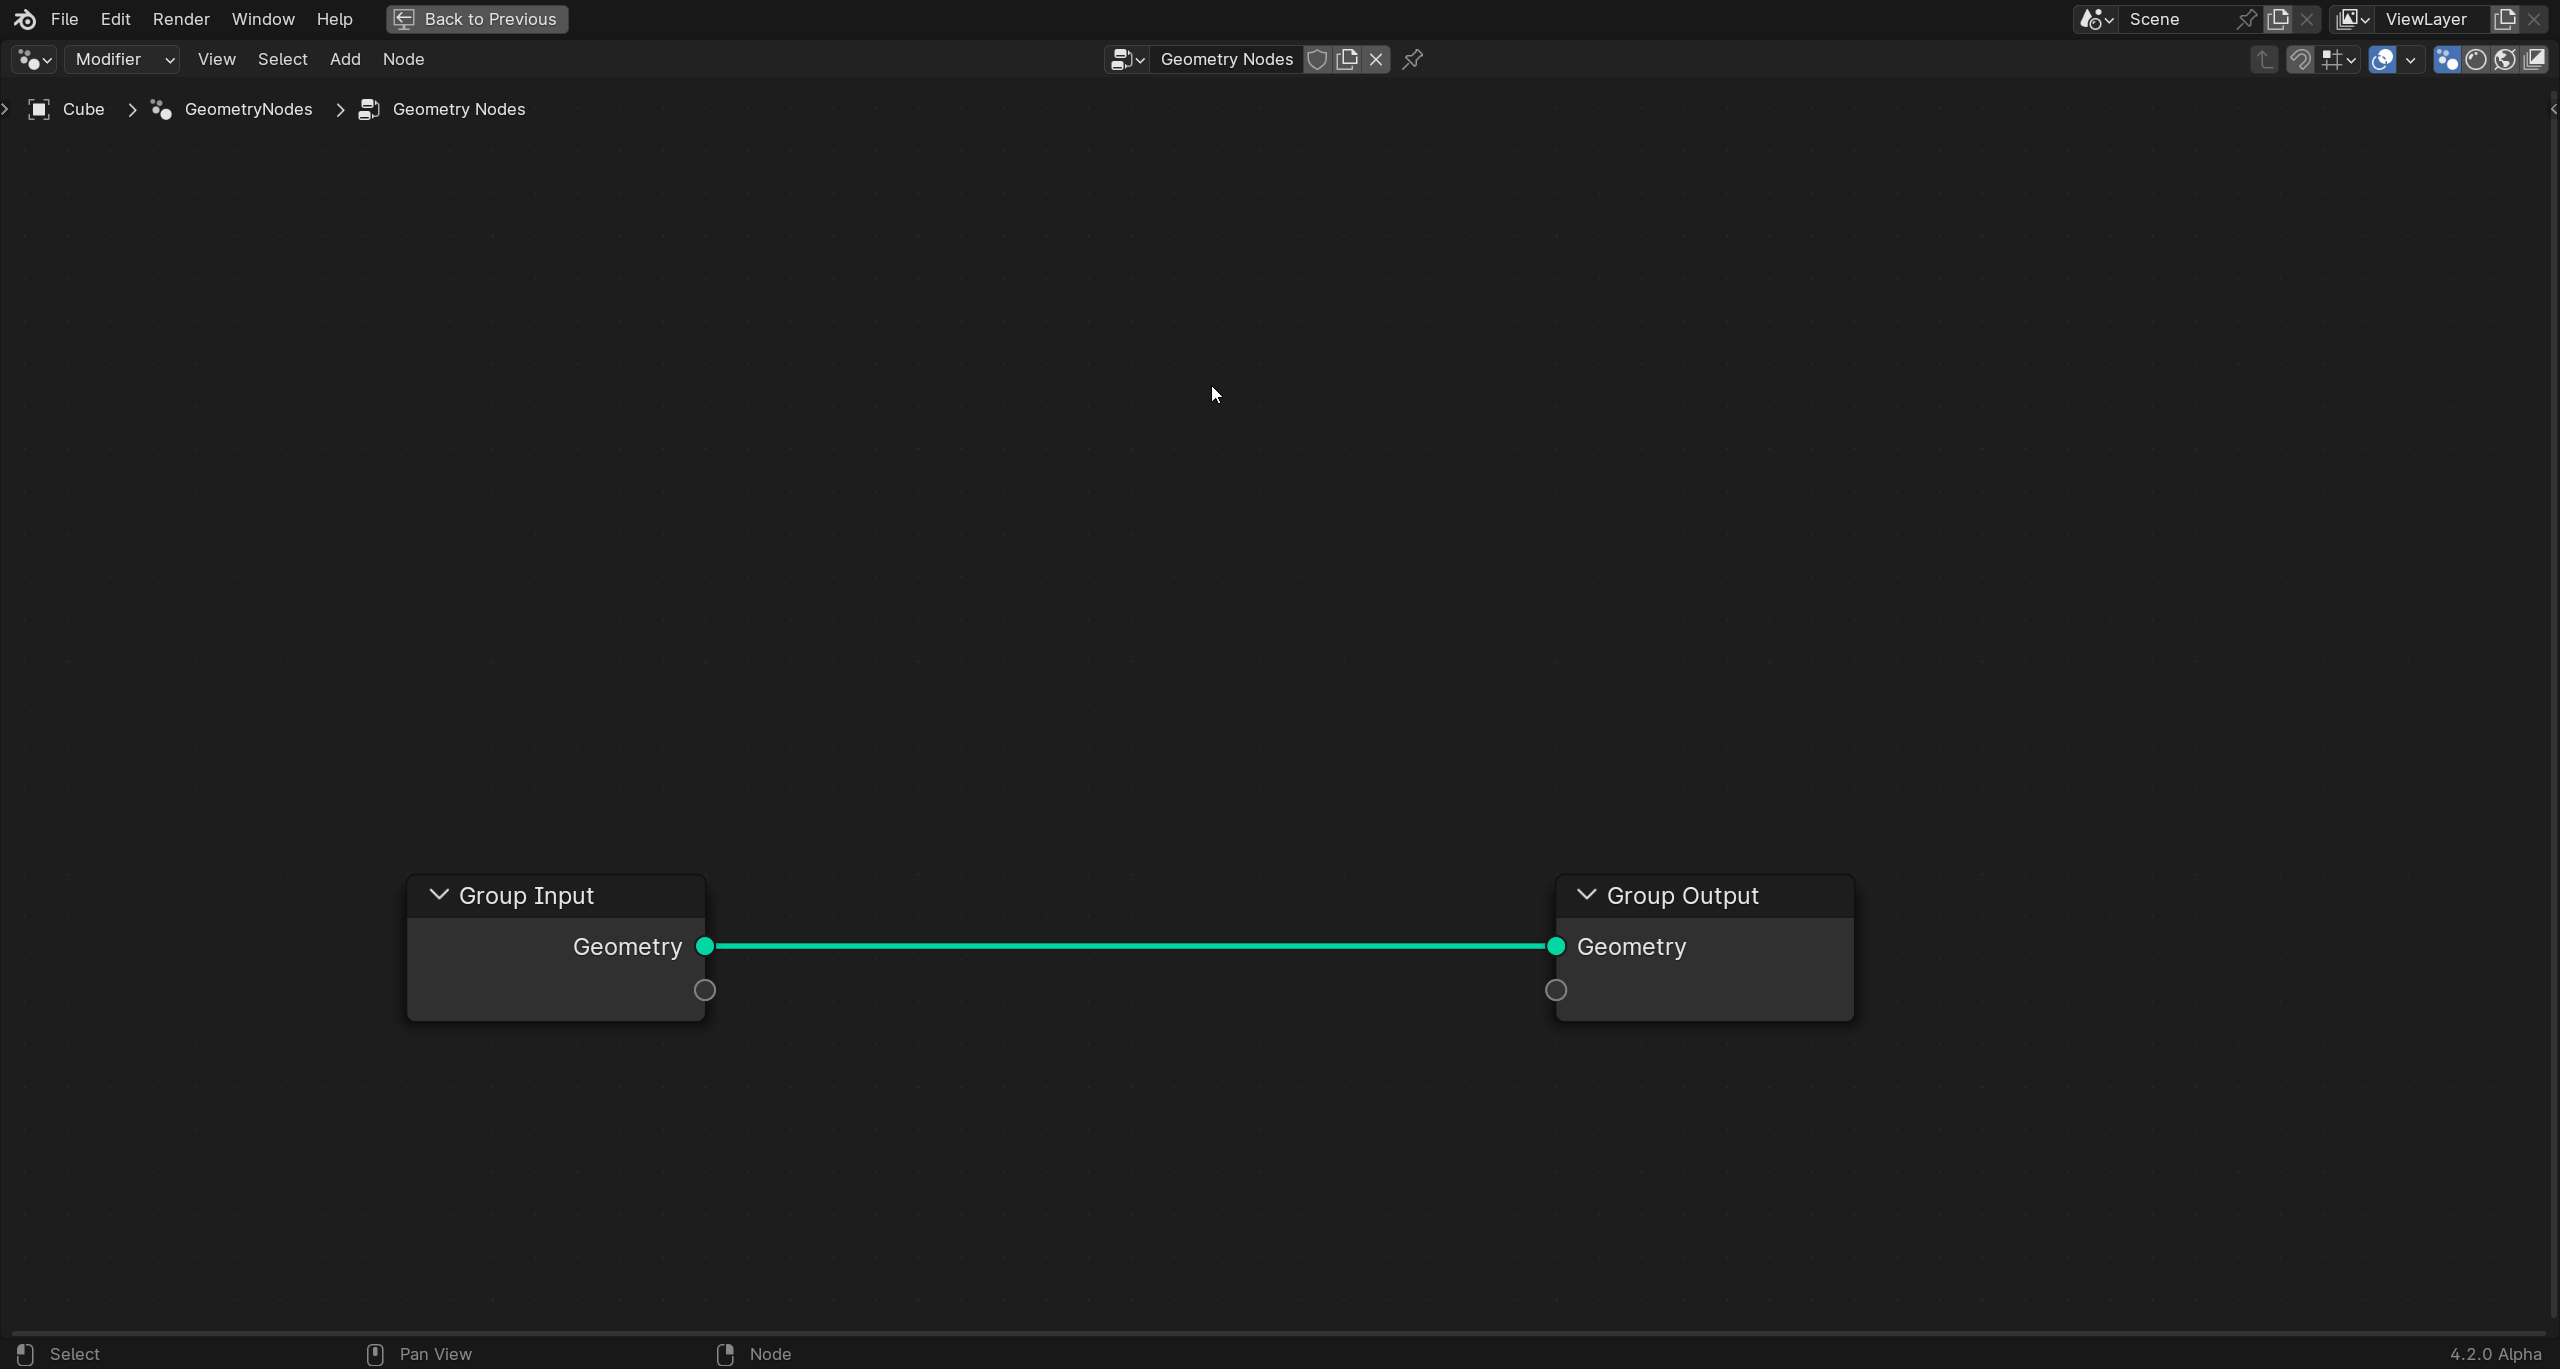 File Edit Render Window Help Back to Previous Scene ViewLayer
Modifier View Select Add Node Geometry Nodes
Cube GeometryNodes Geometry Nodes
Group Input
Geometry
Group Output
Geometry
Select Pan View Node 4.2.0 Alpha